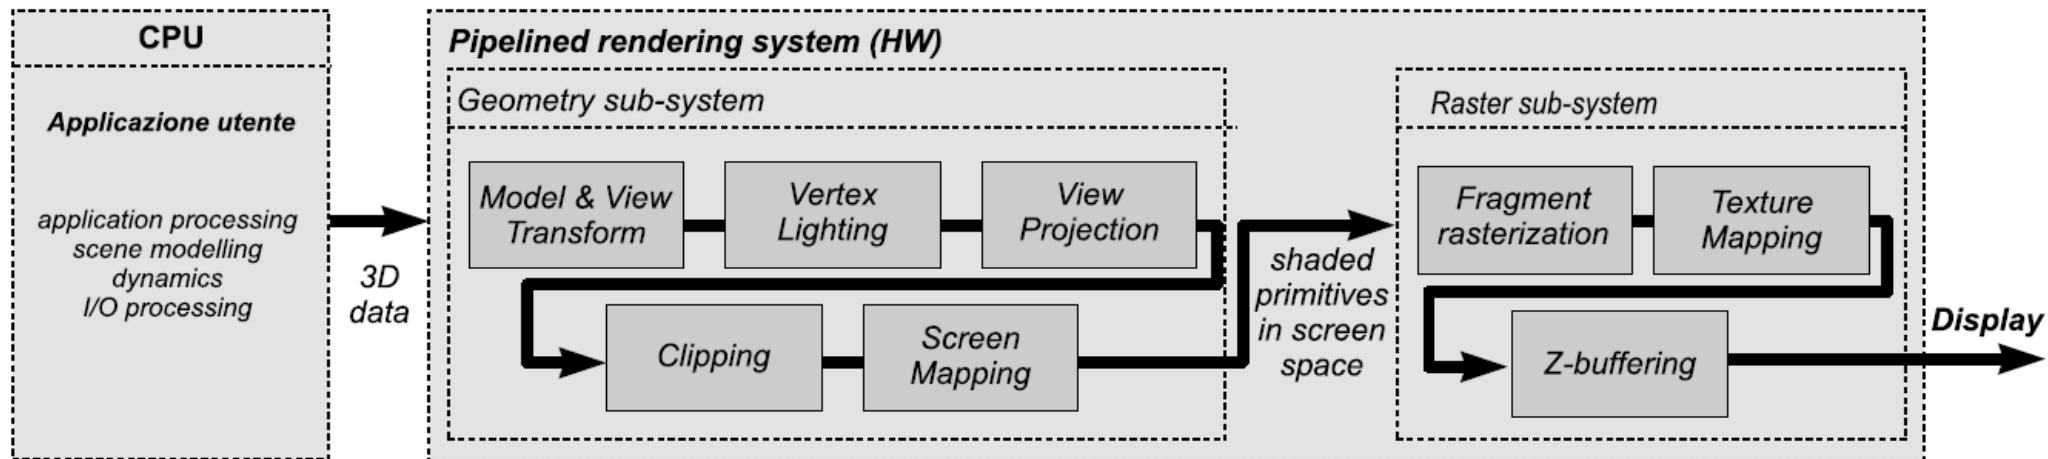 CPU
Applicazione utente
application processing
scene modelling
dynamics
I/O processing
3D
data
Pipelined rendering system (HW)
Geometry sub-system
Model & View
Transform
Vertex
Lighting
View
Projection
Clipping
Screen
Mapping
shaded
primitives
in screen
space
Raster sub-system
Fragment
rasterization
Texture
Mapping
Z-buffering
Display